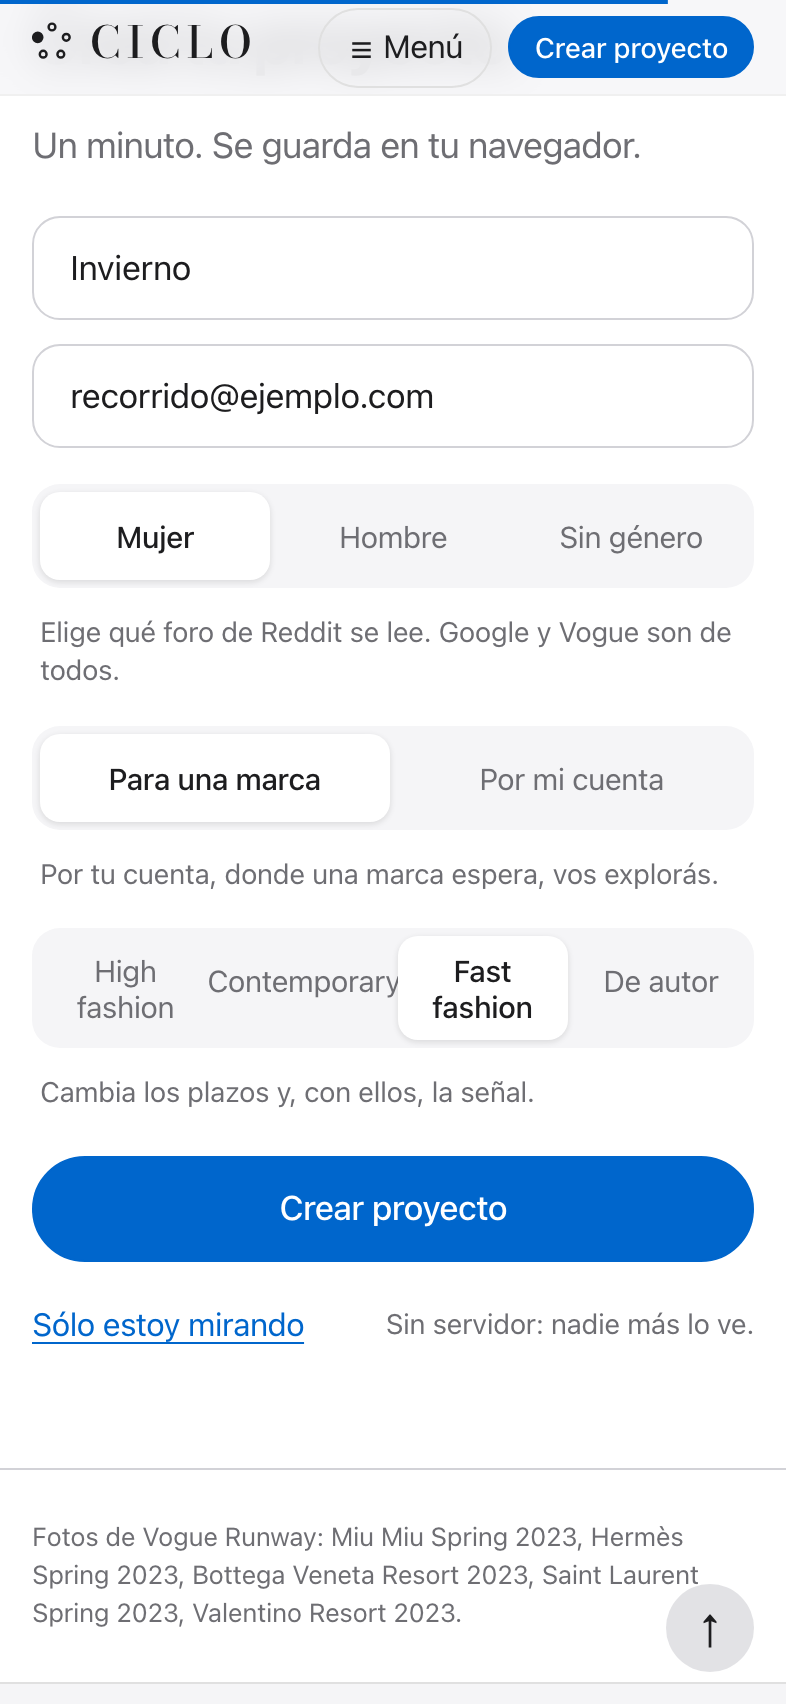 CICLO
≡ Menú
Crear proyecto
Un minuto. Se guarda en tu navegador.
Invierno
recorrido@ejemplo.com
Mujer
Hombre
Sin género
Elige qué foro de Reddit se lee. Google y Vogue son de
todos.
Para una marca
Por mi cuenta
Por tu cuenta, donde una marca espera, vos explorás.
High
fashion
Contemporary
Fast
fashion
De autor
Cambia los plazos y, con ellos, la señal.
Crear proyecto
Sólo estoy mirando
Sin servidor: nadie más lo ve.
Fotos de Vogue Runway: Miu Miu Spring 2023, Hermès
Spring 2023, Bottega Veneta Resort 2023, Saint Laurent
Spring 2023, Valentino Resort 2023.
↑